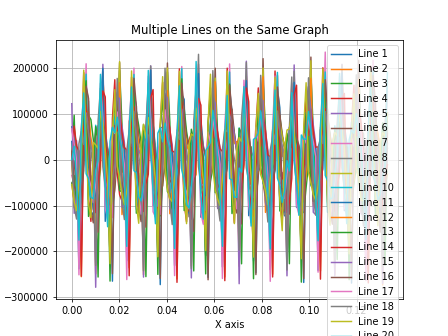 Multiple Lines on the Same Graph
200000
100000
0
−100000
−200000
−300000
0.00
0.02
0.04
0.06
0.08
0.10
X axis
Line 1
Line 2
Line 3
Line 4
Line 5
Line 6
Line 7
Line 8
Line 9
Line 10
Line 11
Line 12
Line 13
Line 14
Line 15
Line 16
Line 17
Line 18
Line 19
Line 20